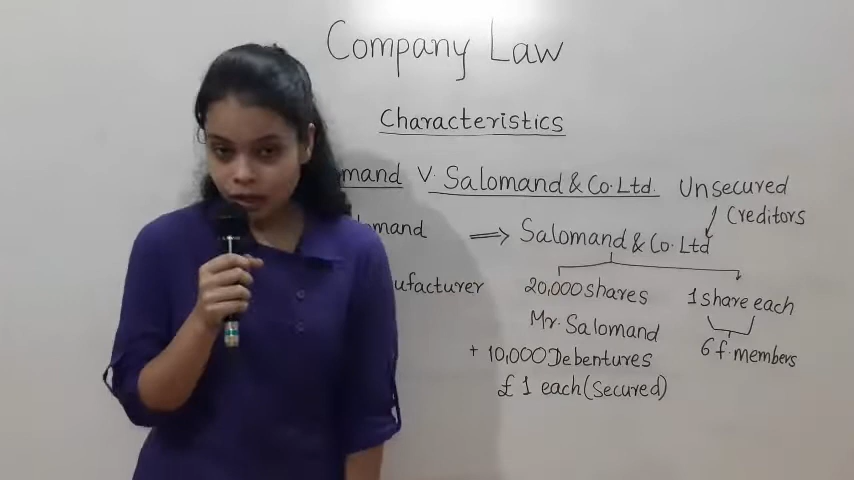 Company Law
Characteristics
mand V. Salomand & Co. Ltd. Unsecured
Creditors
mand ⇒ Salomand & Co. Ltd
ufacturer 20,000 shares 1 share each
Mr. Salomand
6 f. members
+ 10,000 Debentures
£ 1 each (Secured)